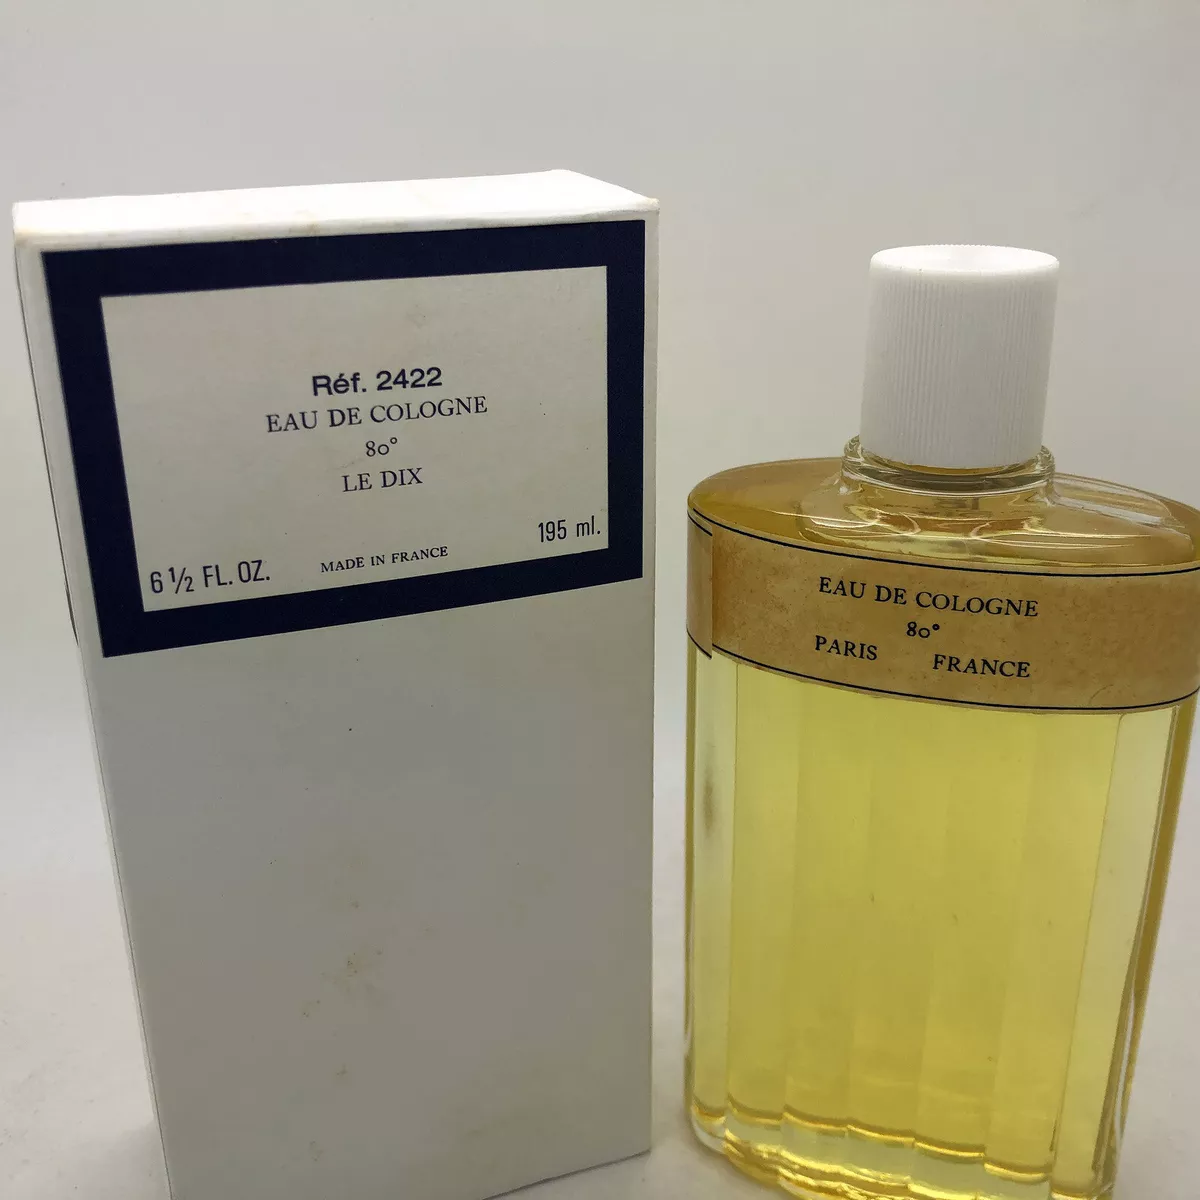 Réf. 2422
EAU DE COLOGNE
80°
LE DIX
6 ½ FL. OZ.
MADE IN FRANCE
195 ml.
EAU DE COLOGNE
80°
PARIS FRANCE